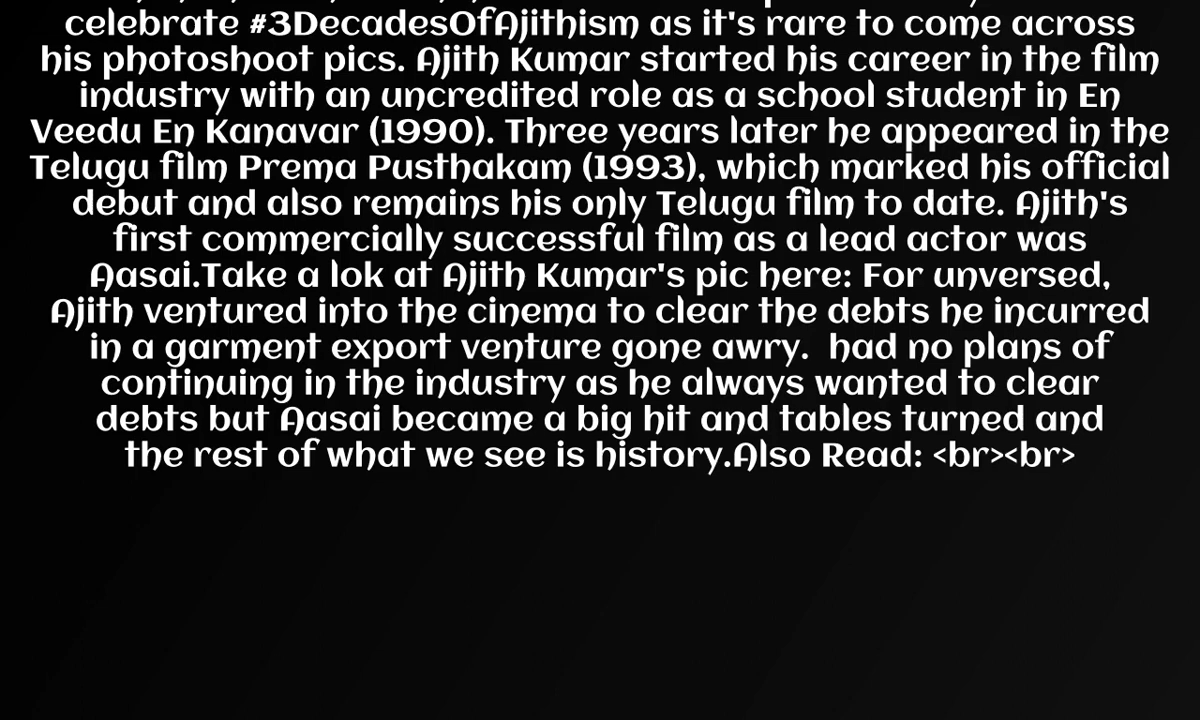 celebrate #3DecadesOfAjithism as it's rare to come across
his photoshoot pics. Ajith Kumar started his career in the film
industry with an uncredited role as a school student in En
Veedu En Kanavar (1990). Three years later he appeared in the
Telugu film Prema Pusthakam (1993), which marked his official
debut and also remains his only Telugu film to date. Ajith's
first commercially successful film as a lead actor was
Aasai.Take a lok at Ajith Kumar's pic here: For unversed,
Ajith ventured into the cinema to clear the debts he incurred
in a garment export venture gone awry.  had no plans of
continuing in the industry as he always wanted to clear
debts but Aasai became a big hit and tables turned and
the rest of what we see is history.Also Read: <br><br>